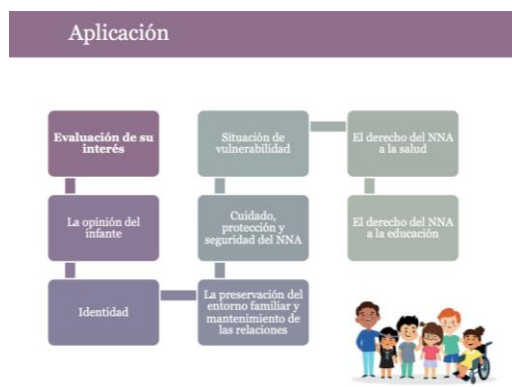 Aplicación
Evaluación de su
interés
La opinión del
infante
Identidad
La preservación del
entorno familiar y
mantenimiento de
las relaciones
Cuidado,
protección y
seguridad del NNA
Situación de
vulnerabilidad
El derecho del NNA
a la salud
El derecho del NNA
a la educación